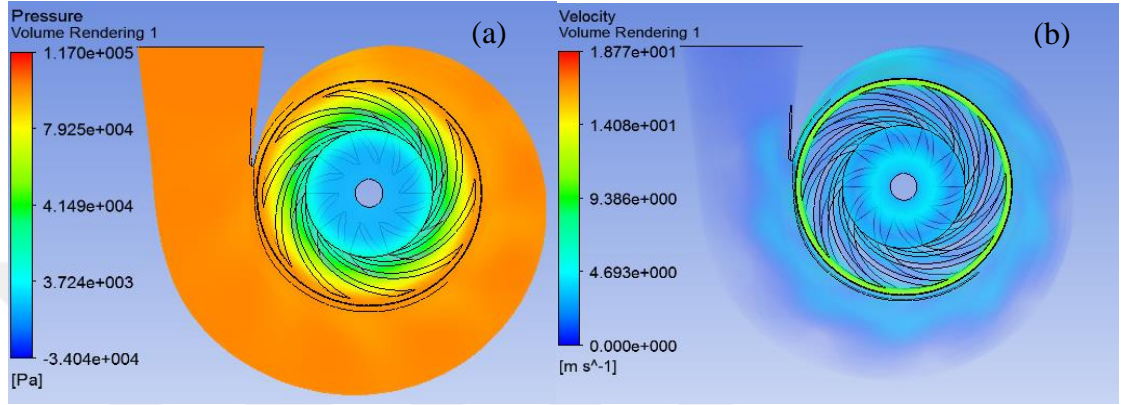 Pressure
Volume Rendering 1
(a)
1.170e+005
7.925e+004
4.149e+004
3.724e+003
-3.404e+004
[Pa]
Velocity
Volume Rendering 1
(b)
1.877e+001
1.408e+001
9.386e+000
4.693e+000
0.000e+000
[m s^-1]